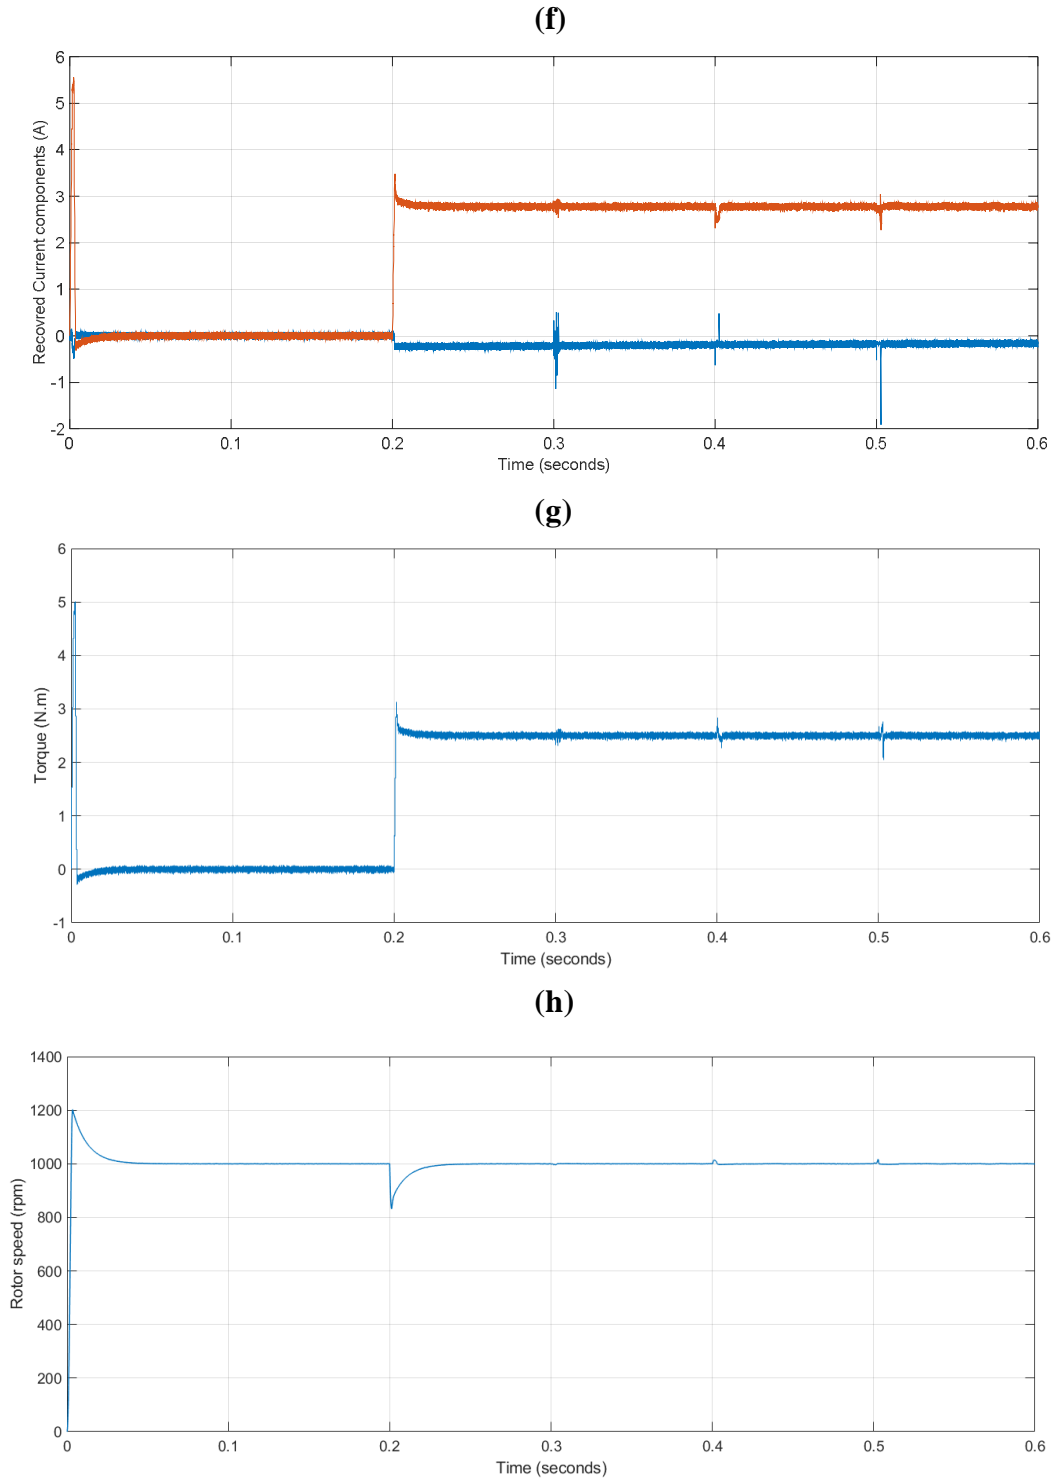 (f)
6
5
4
3
2
1
0
-1
-2
Recovred Current components (A)
0 0.1 0.2 0.3 0.4 0.5 0.6
Time (seconds)
(g)
6
5
4
3
2
1
0
-1
Torque (N.m)
0 0.1 0.2 0.3 0.4 0.5 0.6
Time (seconds)
(h)
1400
1200
1000
800
600
400
200
0
Rotor speed (rpm)
0 0.1 0.2 0.3 0.4 0.5 0.6
Time (seconds)